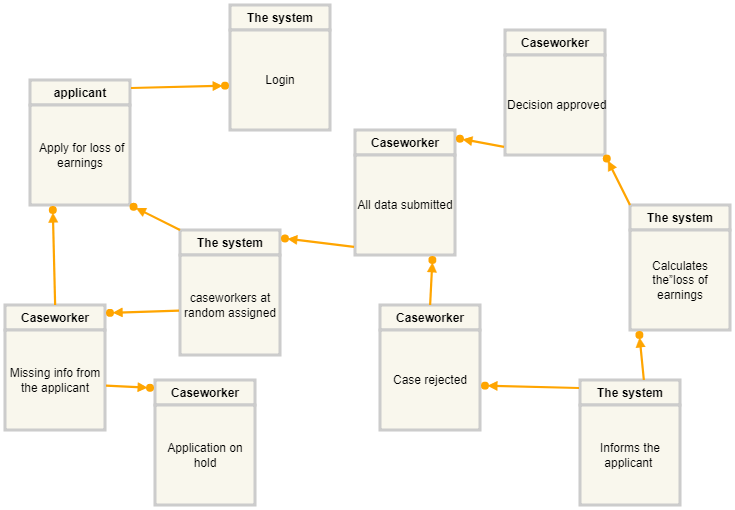 The system
Login
Caseworker
Decision approved
applicant
Apply for loss of
earnings
Caseworker
All data submitted
The system
Calculates
the"loss of
earnings
The system
caseworkers at
random assigned
Caseworker
Missing info from
the applicant
Caseworker
Case rejected
Caseworker
Application on
hold
The system
Informs the
applicant